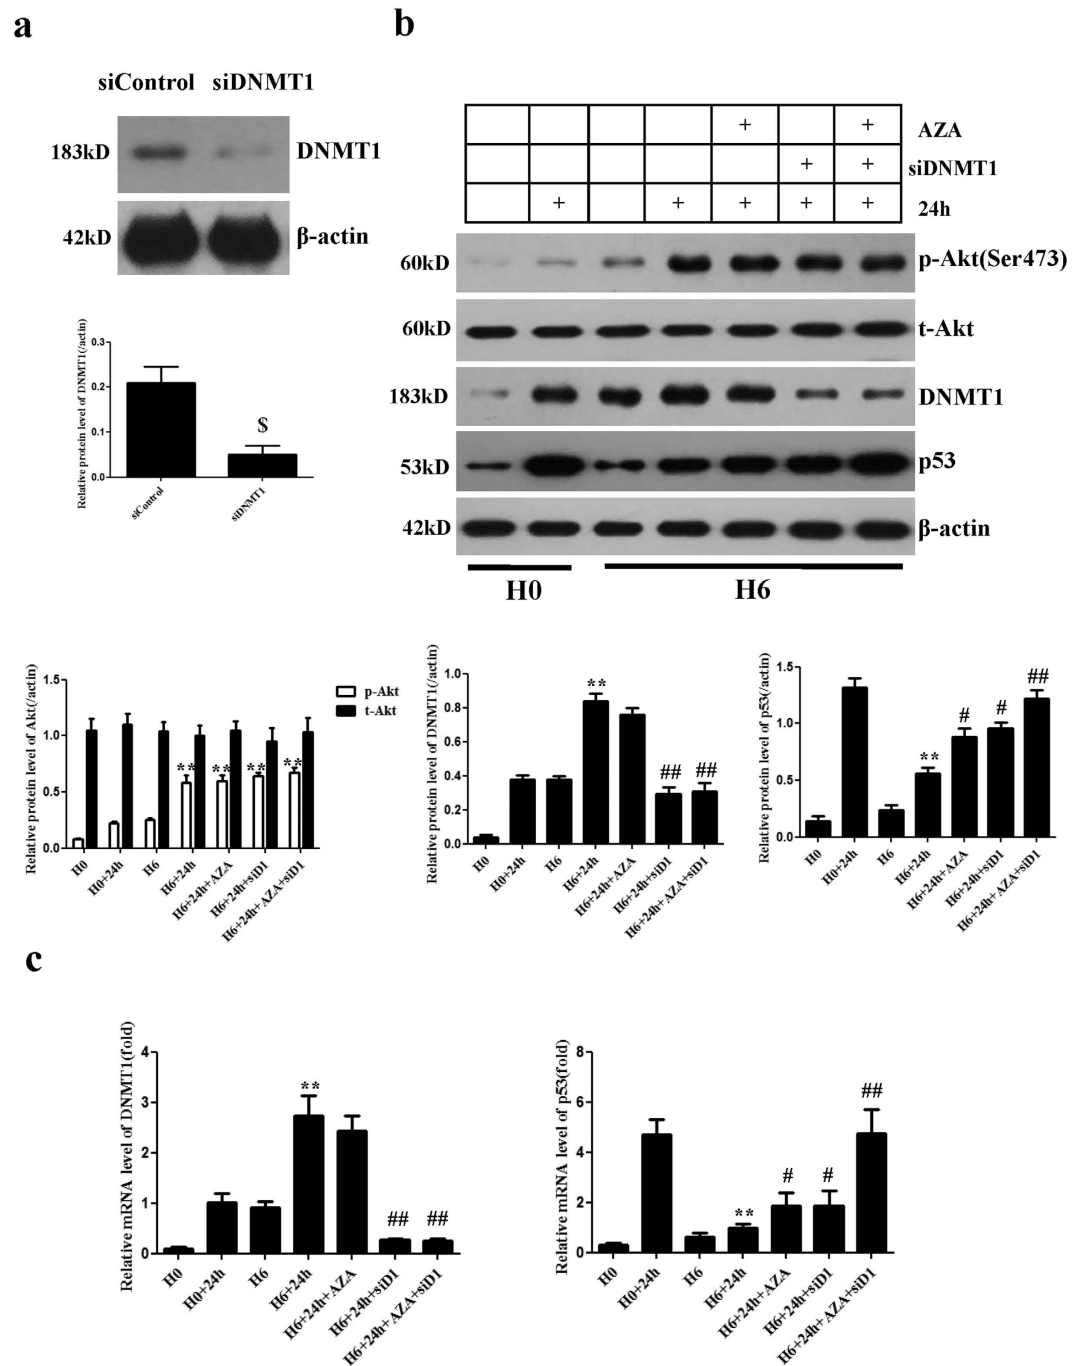 a
siControl siDNMT1
183kD DNMT1
42kD β-actin
Relative protein level of DNMT1(/actin)
0.3
0.2
0.1
0.0
$
siControl
siDNMT1
b
+ + AZA
+ + siDNMT1
+ + + + + 24h
60kD p-Akt(Ser473)
60kD t-Akt
183kD DNMT1
53kD p53
42kD β-actin
H0 H6
Relative protein level of Akt(/actin)
1.5
1.0
0.5
0.0
p-Akt
t-Akt
** ** ** **
H0
H0+24h
H6
H6+24h
H6+24h+AZA
H6+24h+siD1
H6+24h+AZA+siD1
Relative protein level of DNMT1(/actin)
1.0
0.8
0.6
0.4
0.2
0.0
** ## ##
H0
H0+24h
H6
H6+24h
H6+24h+AZA
H6+24h+siD1
H6+24h+AZA+siD1
Relative protein level of p53(/actin)
1.5
1.0
0.5
0.0
** # # ##
H0
H0+24h
H6
H6+24h
H6+24h+AZA
H6+24h+siD1
H6+24h+AZA+siD1
c
Relative mRNA level of DNMT1(fold)
4
3
2
1
0
** ## ##
H0
H0+24h
H6
H6+24h
H6+24h+AZA
H6+24h+siD1
H6+24h+AZA+siD1
Relative mRNA level of p53(fold)
8
6
4
2
0
** # # ##
H0
H0+24h
H6
H6+24h
H6+24h+AZA
H6+24h+siD1
H6+24h+AZA+siD1